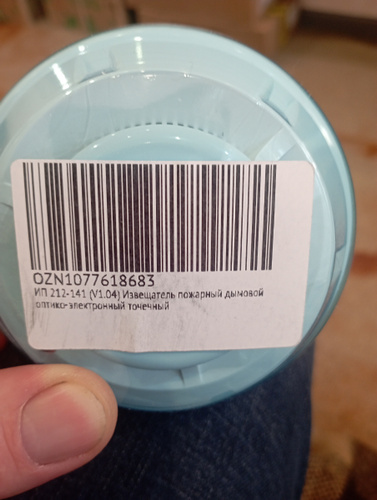 OZN1077618683
ИП 212-141 (V1.04) Извещатель пожарный дымовой
оптико-электронный точечный